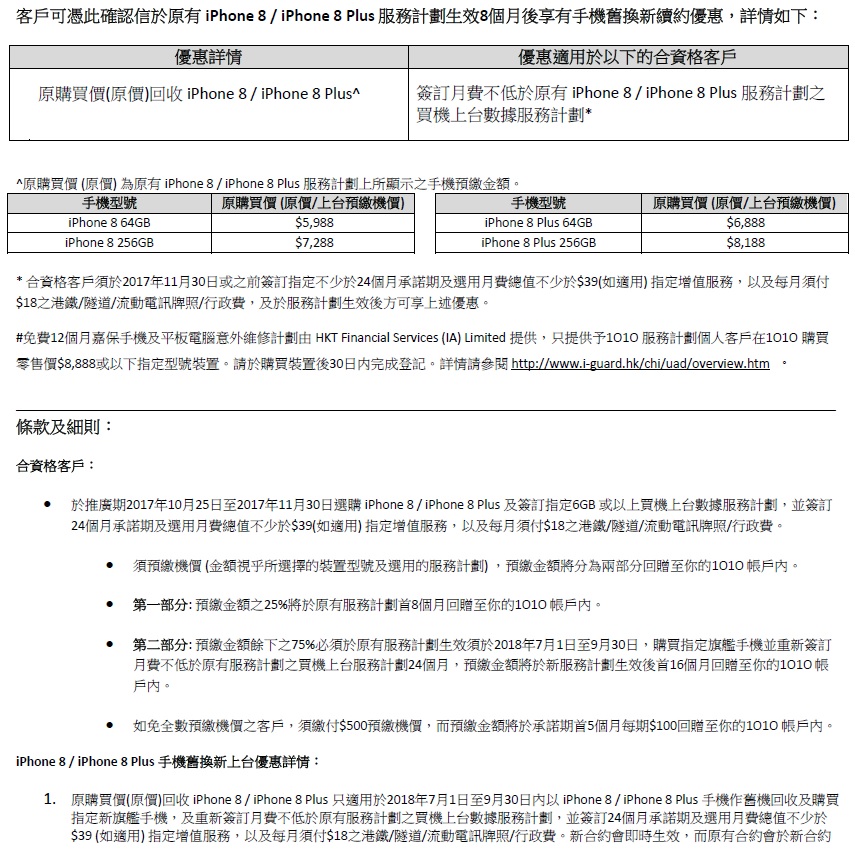 客戶可憑此確認信於原有 iPhone 8 / iPhone 8 Plus 服務計劃生效8個月後享有手機舊換新續約優惠，詳情如下：
優惠詳情 優惠適用於以下的合資格客戶
原購買價(原價)回收 iPhone 8 / iPhone 8 Plus^
簽訂月費不低於原有 iPhone 8 / iPhone 8 Plus 服務計劃之
買機上台數據服務計劃*
^原購買價 (原價) 為原有 iPhone 8 / iPhone 8 Plus 服務計劃上所顯示之手機預繳金額。
手機型號 原購買價 (原價/上台預繳機價) 手機型號 原購買價 (原價/上台預繳機價)
iPhone 8 64GB $5,988 iPhone 8 Plus 64GB $6,888
iPhone 8 256GB $7,288 iPhone 8 Plus 256GB $8,188
* 合資格客戶須於2017年11月30日或之前簽訂指定不少於24個月承諾期及選用月費總值不少於$39(如適用) 指定增值服務，以及每月須付
$18之港鐵/隧道/流動電訊牌照/行政費，及於服務計劃生效後方可享上述優惠。
#免費12個月嘉保手機及平板電腦意外維修計劃由 HKT Financial Services (IA) Limited 提供，只提供予1O1O 服務計劃個人客戶在1O1O 購買
零售價$8,888或以下指定型號裝置。請於購買裝置後30日內完成登記。詳情請參閱 http://www.i-guard.hk/chi/uad/overview.htm 。
條款及細則：
合資格客戶：
• 於推廣期2017年10月25日至2017年11月30日選購 iPhone 8 / iPhone 8 Plus 及簽訂指定6GB 或以上買機上台數據服務計劃，並簽訂
24個月承諾期及選用月費總值不少於$39(如適用) 指定增值服務，以及每月須付$18之港鐵/隧道/流動電訊牌照/行政費。
• 須預繳機價 (金額視乎所選擇的裝置型號及選用的服務計劃) ，預繳金額將分為兩部分回贈至你的1O1O 帳戶內。
• 第一部分: 預繳金額之25%將於原有服務計劃首8個月回贈至你的1O1O 帳戶內。
• 第二部分: 預繳金額餘下之75%必須於原有服務計劃生效須於2018年7月1日至9月30日，購買指定旗艦手機並重新簽訂
月費不低於原有服務計劃之買機上台服務計劃24個月，預繳金額將於新服務計劃生效後首16個月回贈至你的1O1O 帳
戶內。
• 如免全數預繳機價之客戶，須繳付$500預繳機價，而預繳金額將於承諾期首5個月每期$100回贈至你的1O1O 帳戶內。
iPhone 8 / iPhone 8 Plus 手機舊換新上台優惠詳情：
1. 原購買價(原價)回收 iPhone 8 / iPhone 8 Plus 只適用於2018年7月1日至9月30日內以 iPhone 8 / iPhone 8 Plus 手機作舊機回收及購買
指定新旗艦手機，及重新簽訂月費不低於原有服務計劃之買機上台數據服務計劃，並簽訂24個月承諾期及選用月費總值不少於
$39 (如適用) 指定增值服務，以及每月須付$18之港鐵/隧道/流動電訊牌照/行政費。新合約會即時生效，而原有合約會於新合約